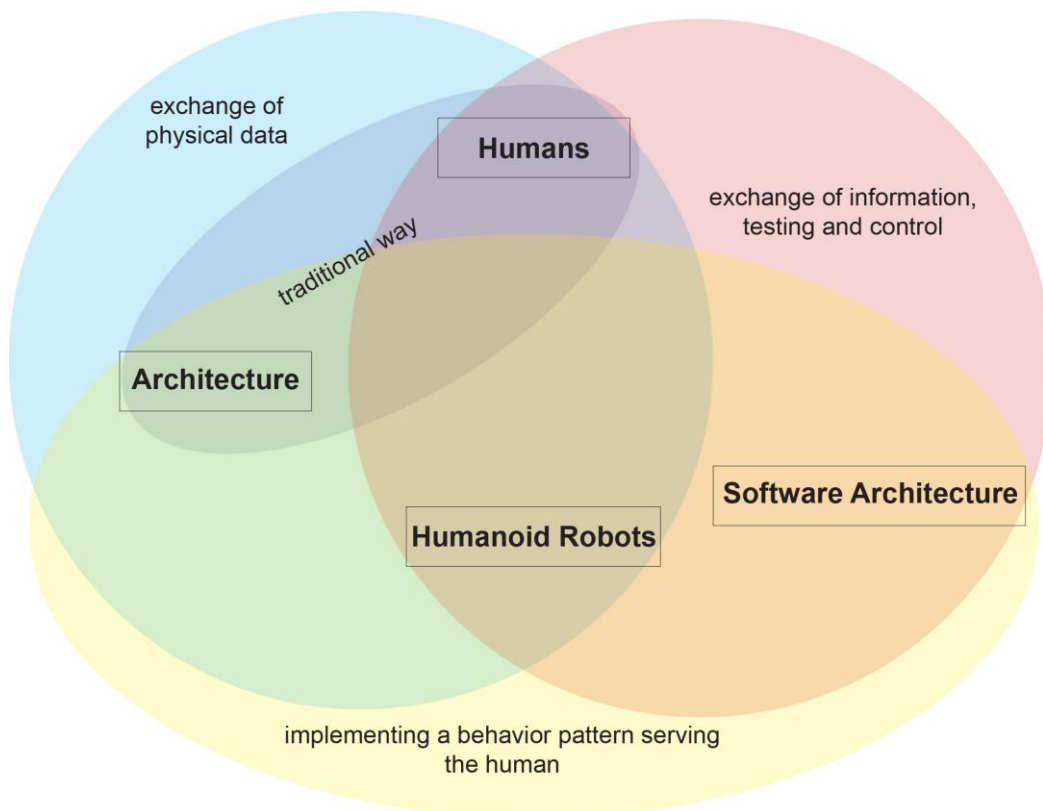 exchange of
physical data
Humans
exchange of information,
testing and control
traditional way
Architecture
Software Architecture
Humanoid Robots
implementing a behavior pattern serving
the human